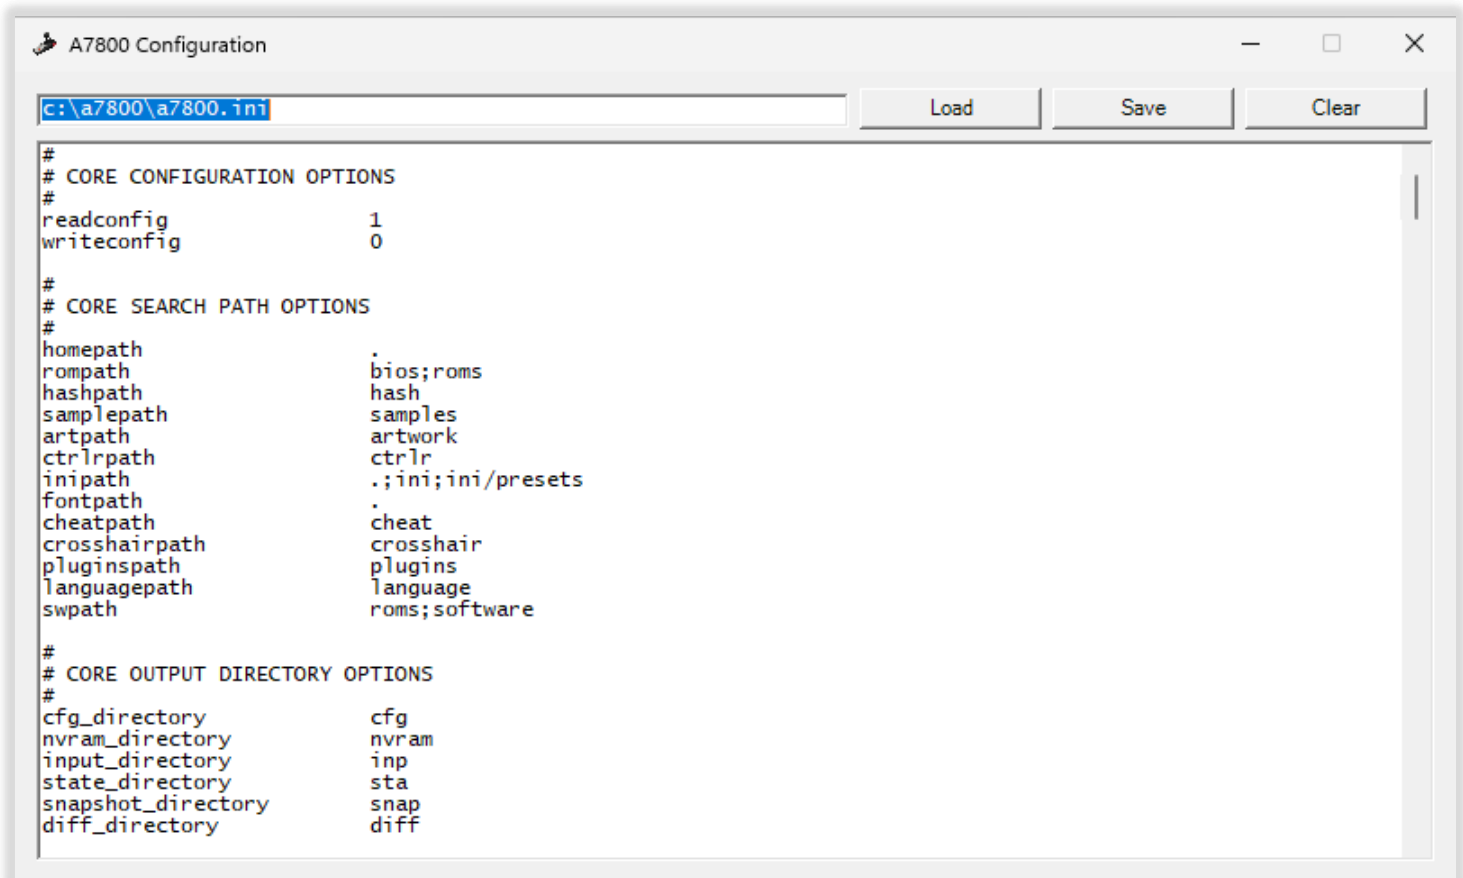 A7800 Configuration
c:\a7800\a7800.ini Load Save Clear
#
# CORE CONFIGURATION OPTIONS
#
readconfig 1
writeconfig 0
#
# CORE SEARCH PATH OPTIONS
#
homepath .
rompath bios;roms
hashpath hash
samplepath samples
artpath artwork
ctrlrpath ctrlr
inipath .;ini;ini/presets
fontpath .
cheatpath cheat
crosshairpath crosshair
pluginspath plugins
languagepath language
swpath roms;software
#
# CORE OUTPUT DIRECTORY OPTIONS
#
cfg_directory cfg
nvram_directory nvram
input_directory inp
state_directory sta
snapshot_directory snap
diff_directory diff